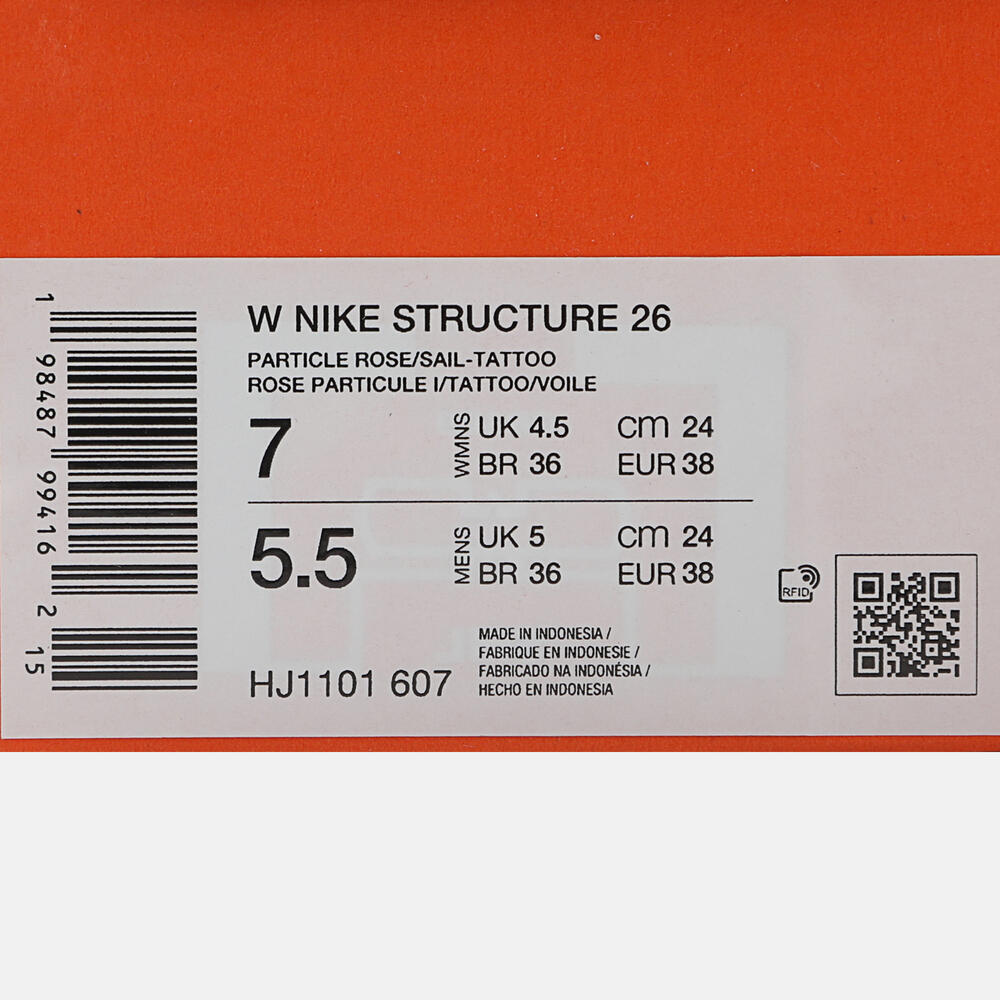 W NIKE STRUCTURE 26
PARTICLE ROSE/SAIL-TATTOO
ROSE PARTICULE I/TATTOO/VOILE
7 WMNS UK 4.5 cm 24
BR 36 EUR 38
5.5 MENS UK 5 cm 24
BR 36 EUR 38
MADE IN INDONESIA /
FABRIQUE EN INDONESIE /
FABRICADO NA INDONÉSIA /
HECHO EN INDONESIA
HJ1101 607
RFID
1 98487 99416 2 15